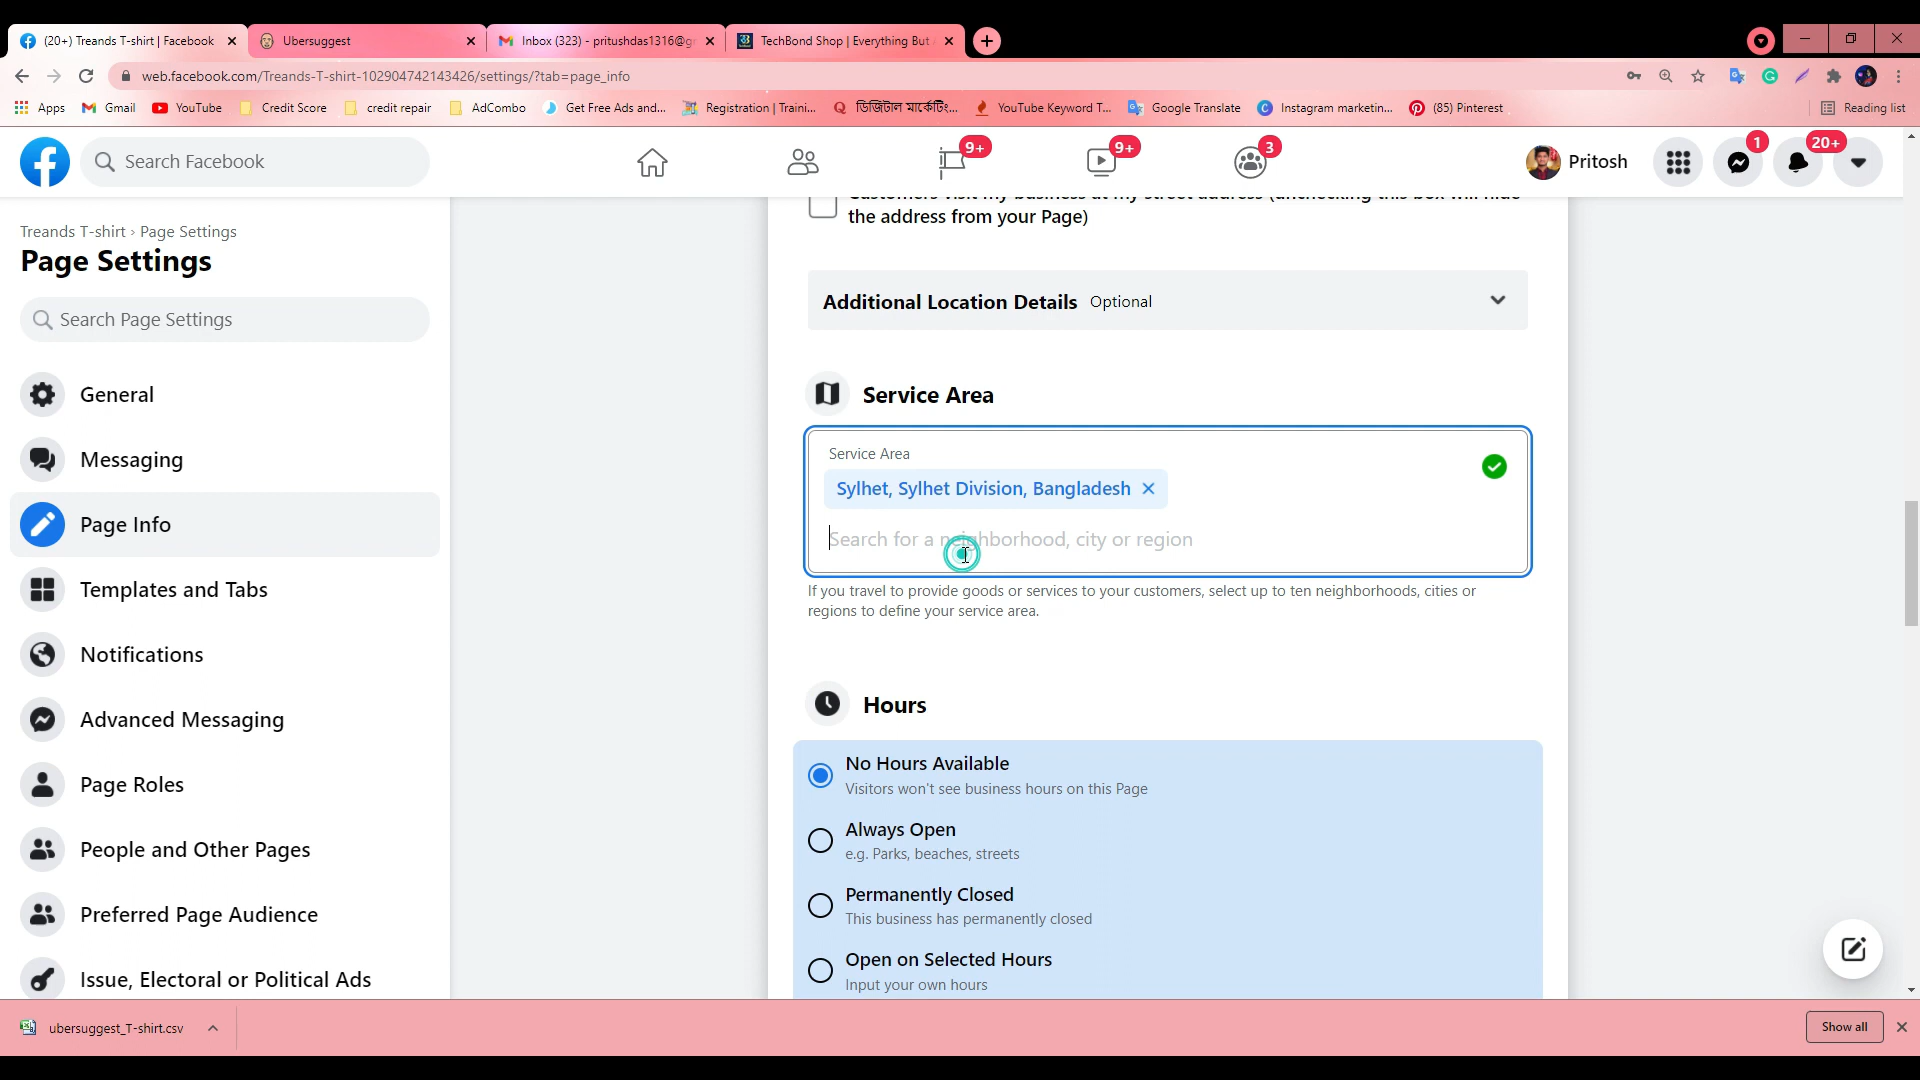 (20+) Treands T-shirt | Facebook
Ubersuggest
Inbox (323) - pritushdas1316@g
TechBond Shop | Everything But
web.facebook.com/Treands-T-shirt-102904742143426/settings/?tab=page_info
Apps
Gmail
YouTube
Credit Score
credit repair
AdCombo
Get Free Ads and...
Registration | Traini...
ডিজিটাল মার্কেটিং...
YouTube Keyword T...
Google Translate
Instagram marketin...
(85) Pinterest
Reading list
Search Facebook
9+
9+
3
Pritosh
1
20+
Treands T-shirt › Page Settings
Page Settings
Search Page Settings
General
Messaging
Page Info
Templates and Tabs
Notifications
Advanced Messaging
Page Roles
People and Other Pages
Preferred Page Audience
Issue, Electoral or Political Ads
Customers visit my business at my street address (unchecking this box will hide
the address from your Page)
Additional Location Details Optional
Service Area
Service Area
Sylhet, Sylhet Division, Bangladesh
Search for a neighborhood, city or region
If you travel to provide goods or services to your customers, select up to ten neighborhoods, cities or
regions to define your service area.
Hours
No Hours Available
Visitors won't see business hours on this Page
Always Open
e.g. Parks, beaches, streets
Permanently Closed
This business has permanently closed
Open on Selected Hours
Input your own hours
ubersuggest_T-shirt.csv
Show all